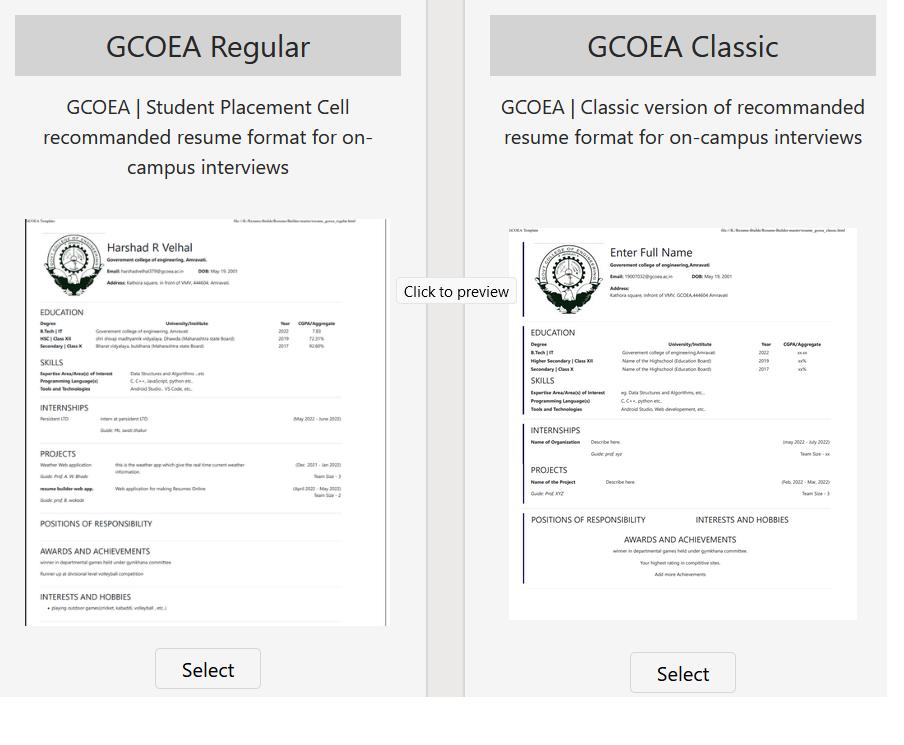 GCOEA Regular
GCOEA | Student Placement Cell
recommanded resume format for on-
campus interviews
GCOEA Template
Harshad R Velhal
Government college of engineering, Amravati.
Email: harshadvelhal379@gcoea.ac.in DOB: May 19, 2001
Address: Kathora square, in front of VMV, 444604, Amravati.
EDUCATION
Degree University/Institute Year CGPA/Aggregate
B.Tech | IT Government college of engineering, Amravati 2022 7.83
HSC | Class XII shri shivaji madhyamik vidyalaya, Dhawda (Maharashtra state Board) 2019 72.31%
Secondary | Class X Bharat vidyalay, buldhana (Maharashtra state Board) 2017 92.60%
SKILLS
Expertise Area/Area(s) of Interest Data Structures and Algorithms ,.etc
Programming Language(s) C, C++, JavaScript, python etc.
Tools and Technologies Android Studio, VS Code, etc.
INTERNSHIPS
Persistent LTD intern at persistent LTD (May 2022 - June 2022)
Guide: Ms. swati thakur
PROJECTS
Weather Web application this is the weather app which give the real time current weather (Dec 2021 - Jan 2022)
information.
Guide: Prof. A. W. Bhade Team Size - 3
resume builder web app. Web application for making Resumes Online (April 2022 - May 2022)
Team Size - 2
Guide: prof. B. wakode
POSITIONS OF RESPONSIBILITY
AWARDS AND ACHIEVEMENTS
winner in departmental games held under gymkhana committee
Runner up at divisional level volleyball competition
INTERESTS AND HOBBIES
• playing outdoor games(cricket, kabaddi, volleyball , etc.)
Select
Click to preview
GCOEA Classic
GCOEA | Classic version of recommanded
resume format for on-campus interviews
GCOEA Template
Enter Full Name
Government college of engineering,Amravati
Email: 19007032@gcoea.ac.in DOB: May 19, 2001
Address:
Kathora square, infront of VMV, GCOEA,444604 Amravati
EDUCATION
Degree University/Institute Year CGPA/Aggregate
B.Tech | IT Government college of engineering,Amravati 2022 xx.xx
Higher Secondary | Class XII Name of the Highschool (Education Board) 2019 xx%
Secondary | Class X Name of the Highschool (Education Board) 2017 xx%
SKILLS
Expertise Area/Area(s) of Interest eg. Data Structures and Algorithms, etc..
Programming Language(s) C, C++, python etc.
Tools and Technologies Android Studio, Web developement, etc.
INTERNSHIPS
Name of Organization Describe here. (may 2022 - July 2022)
Guide: prof. xyz Team Size - xx
PROJECTS
Name of the Project Describe here. (Feb, 2022 - Mar, 2022)
Guide: Prof. XYZ Team Size - 3
POSITIONS OF RESPONSIBILITY INTERESTS AND HOBBIES
AWARDS AND ACHIEVEMENTS
winner in departmental games held under gymkhana committee.
Your highest rating in competitive sites.
Add more Achievements
Select